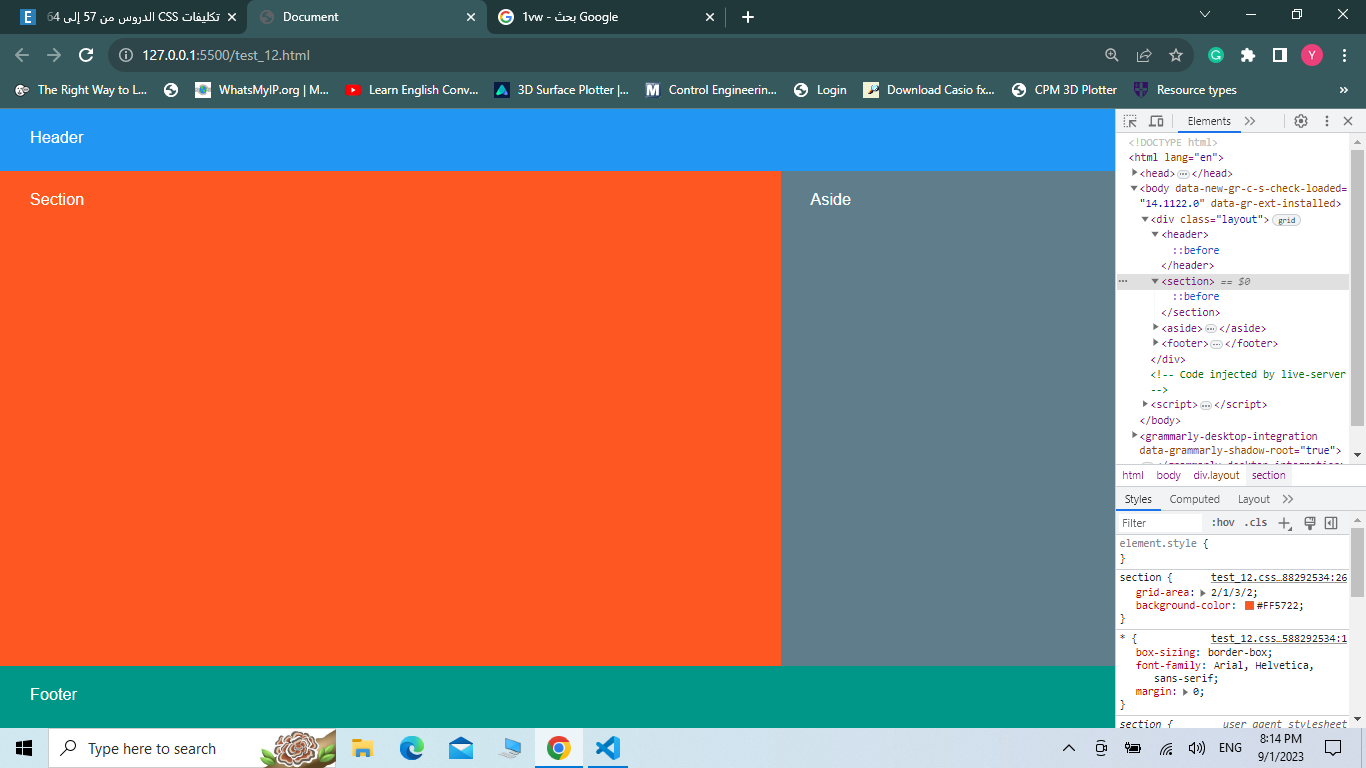 تكليفات CSS الدروس من 57 إلى 64
Document
1vw - بحث Google
127.0.0.1:5500/test_12.html
Y
The Right Way to L...
WhatsMyIP.org | M...
Learn English Conv...
3D Surface Plotter |...
Control Engineerin...
Login
Download Casio fx...
CPM 3D Plotter
Resource types
»
Header
Section
Aside
Footer
Elements
<!DOCTYPE html>
<html lang="en">
<head>…</head>
<body data-new-gr-c-s-check-loaded=
"14.1122.0" data-gr-ext-installed>
<div class="layout"> grid
<header>
::before
</header>
<section> == $0
::before
</section>
<aside>…</aside>
<footer>…</footer>
</div>
<!-- Code injected by live-server
-->
<script>…</script>
</body>
<grammarly-desktop-integration
data-grammarly-shadow-root="true">
html body div.layout section
Styles Computed Layout
Filter :hov .cls
element.style {
}
section { test_12.css…88292534:26
grid-area: 2/1/3/2;
background-color: #FF5722;
}
* { test_12.css…588292534:1
box-sizing: border-box;
font-family: Arial, Helvetica,
sans-serif;
margin: 0;
}
section { user agent stylesheet
Type here to search
ENG
8:14 PM
9/1/2023